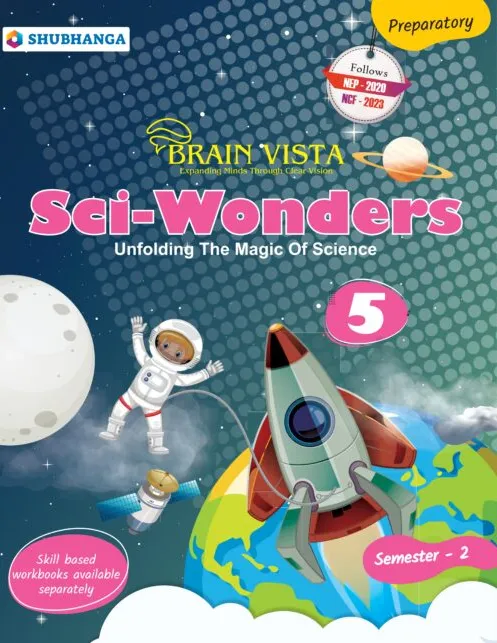 SHUBHANGA
Preparatory
Follows
NEP - 2020
NCF - 2023
BRAIN VISTA
Expanding Minds Through Clear Vision
Sci-Wonders
Unfolding The Magic Of Science
5
Skill based
workbooks available
separately
Semester - 2